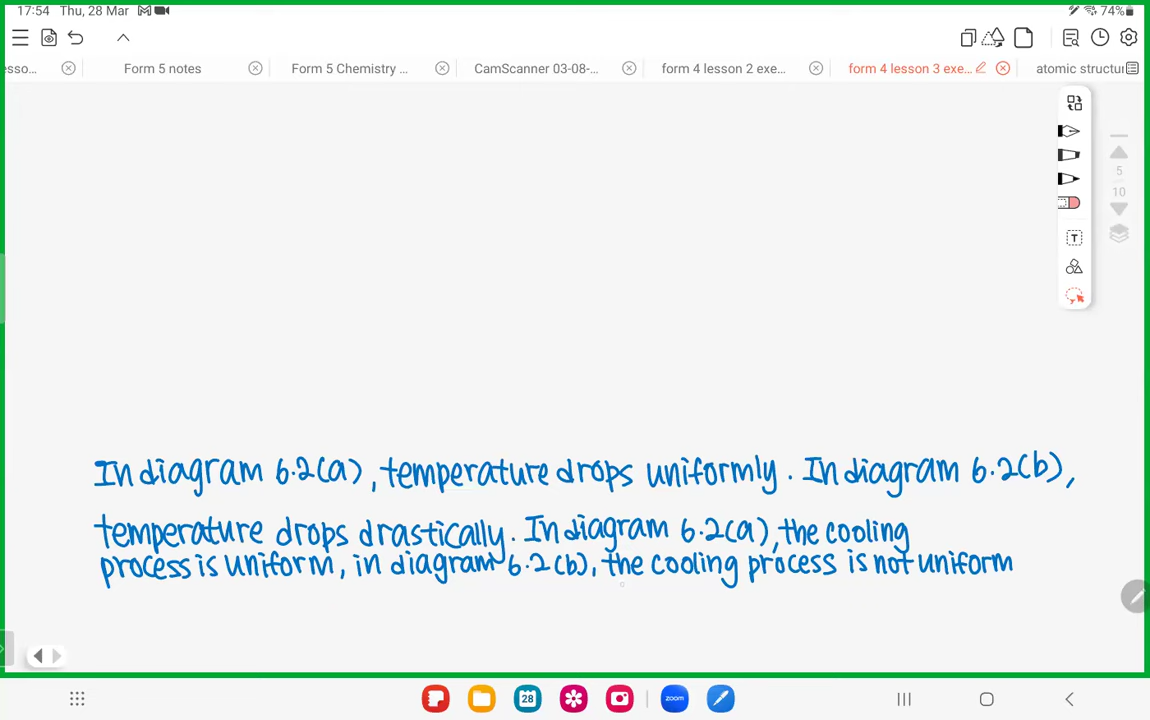 17:54 Thu, 28 Mar 74%
esso... Form 5 notes Form 5 Chemistry ... CamScanner 03-08-... form 4 lesson 2 exe... form 4 lesson 3 exe... atomic structu
5
10
T
In diagram 6.2(a), temperature drops uniformly. In diagram 6.2(b),
temperature drops drastically. In diagram 6.2(a), the cooling
process is uniform, in diagram 6.2(b), the cooling process is not uniform
28 zoom